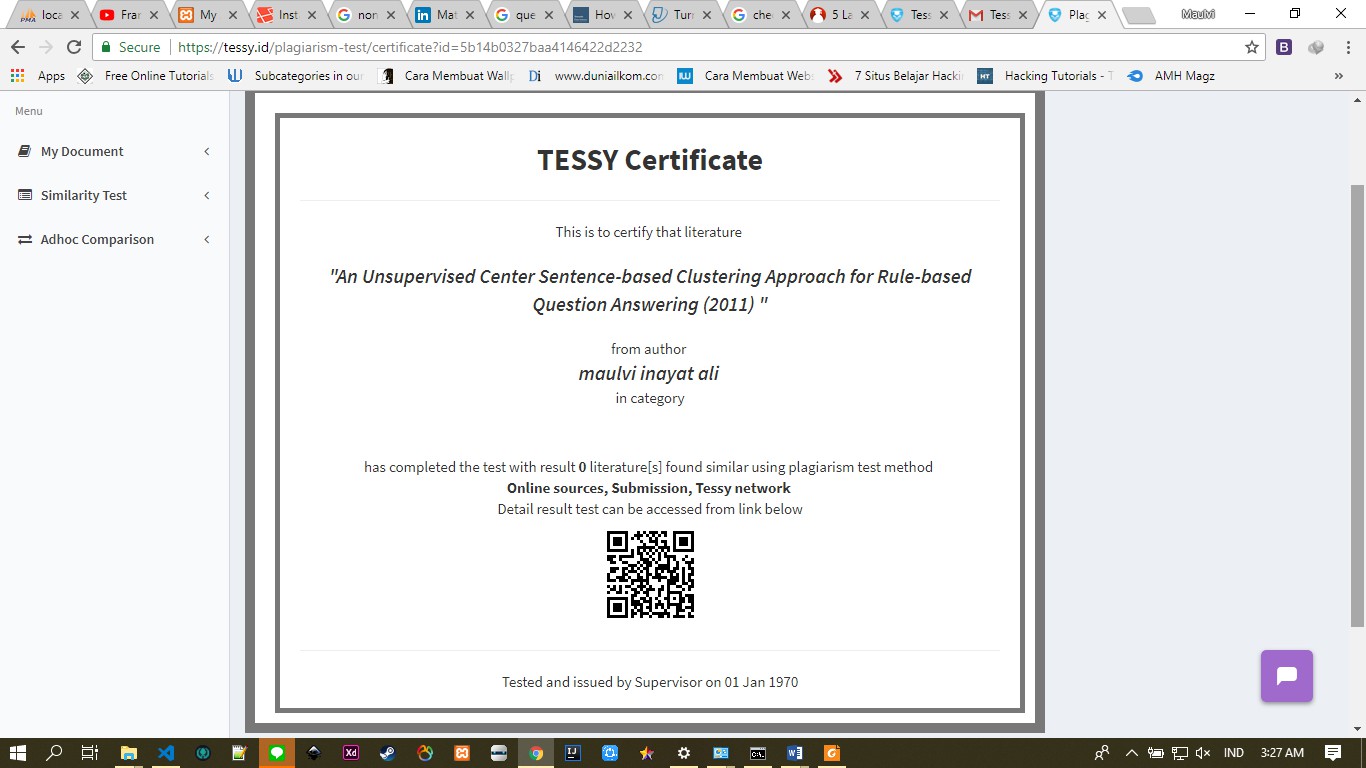 loca
Fran
My
Inst
non
Mat
que
How
Turn
che
5 La
Tess
Tess
Plag
Maulvi
Secure
https://tessy.id/plagiarism-test/certificate?id=5b14b0327baa4146422d2232
Apps
Free Online Tutorials
Subcategories in our
Cara Membuat Wallp
www.duniailkom.com
Cara Membuat Web
7 Situs Belajar Hacki
Hacking Tutorials - T
AMH Magz
»
Menu
My Document
Similarity Test
Adhoc Comparison
TESSY Certificate
This is to certify that literature
"An Unsupervised Center Sentence-based Clustering Approach for Rule-based
Question Answering (2011) "
from author
maulvi inayat ali
in category
has completed the test with result 0 literature[s] found similar using plagiarism test method
Online sources, Submission, Tessy network
Detail result test can be accessed from link below
Tested and issued by Supervisor on 01 Jan 1970
IND
3:27 AM